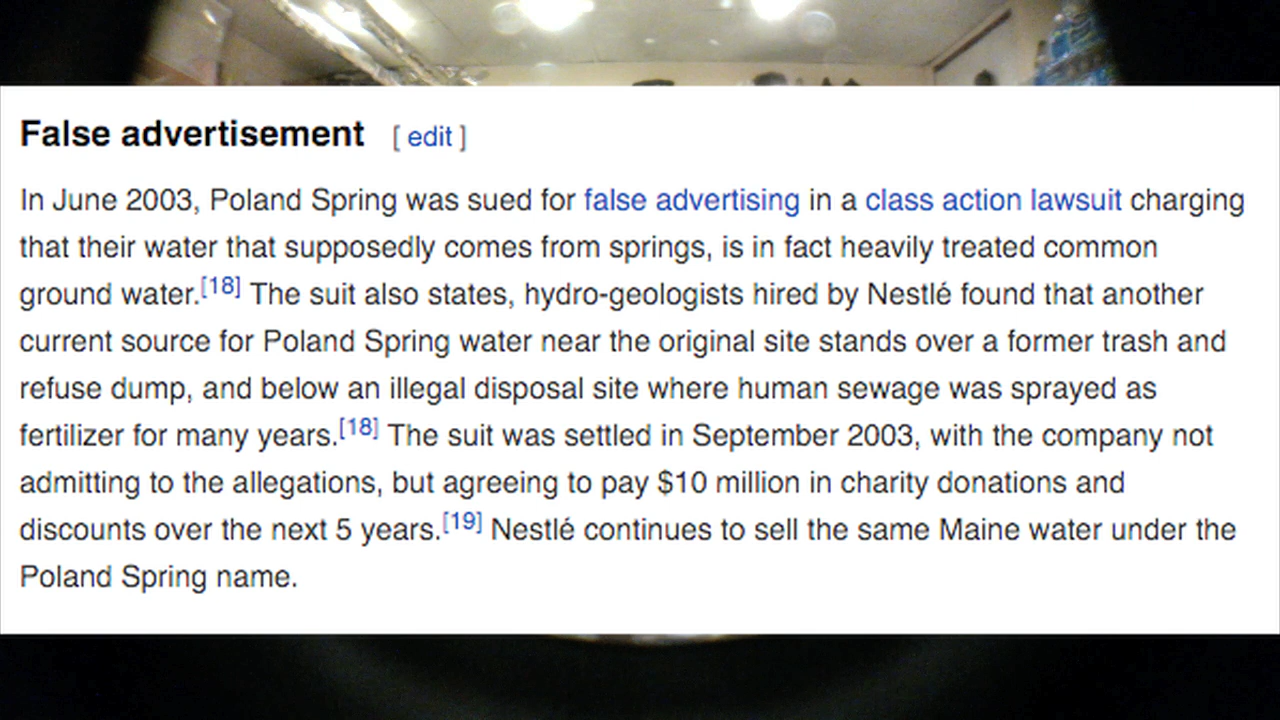 False advertisement [ edit ]
In June 2003, Poland Spring was sued for false advertising in a class action lawsuit charging
that their water that supposedly comes from springs, is in fact heavily treated common
ground water.[18] The suit also states, hydro-geologists hired by Nestlé found that another
current source for Poland Spring water near the original site stands over a former trash and
refuse dump, and below an illegal disposal site where human sewage was sprayed as
fertilizer for many years.[18] The suit was settled in September 2003, with the company not
admitting to the allegations, but agreeing to pay $10 million in charity donations and
discounts over the next 5 years.[19] Nestlé continues to sell the same Maine water under the
Poland Spring name.